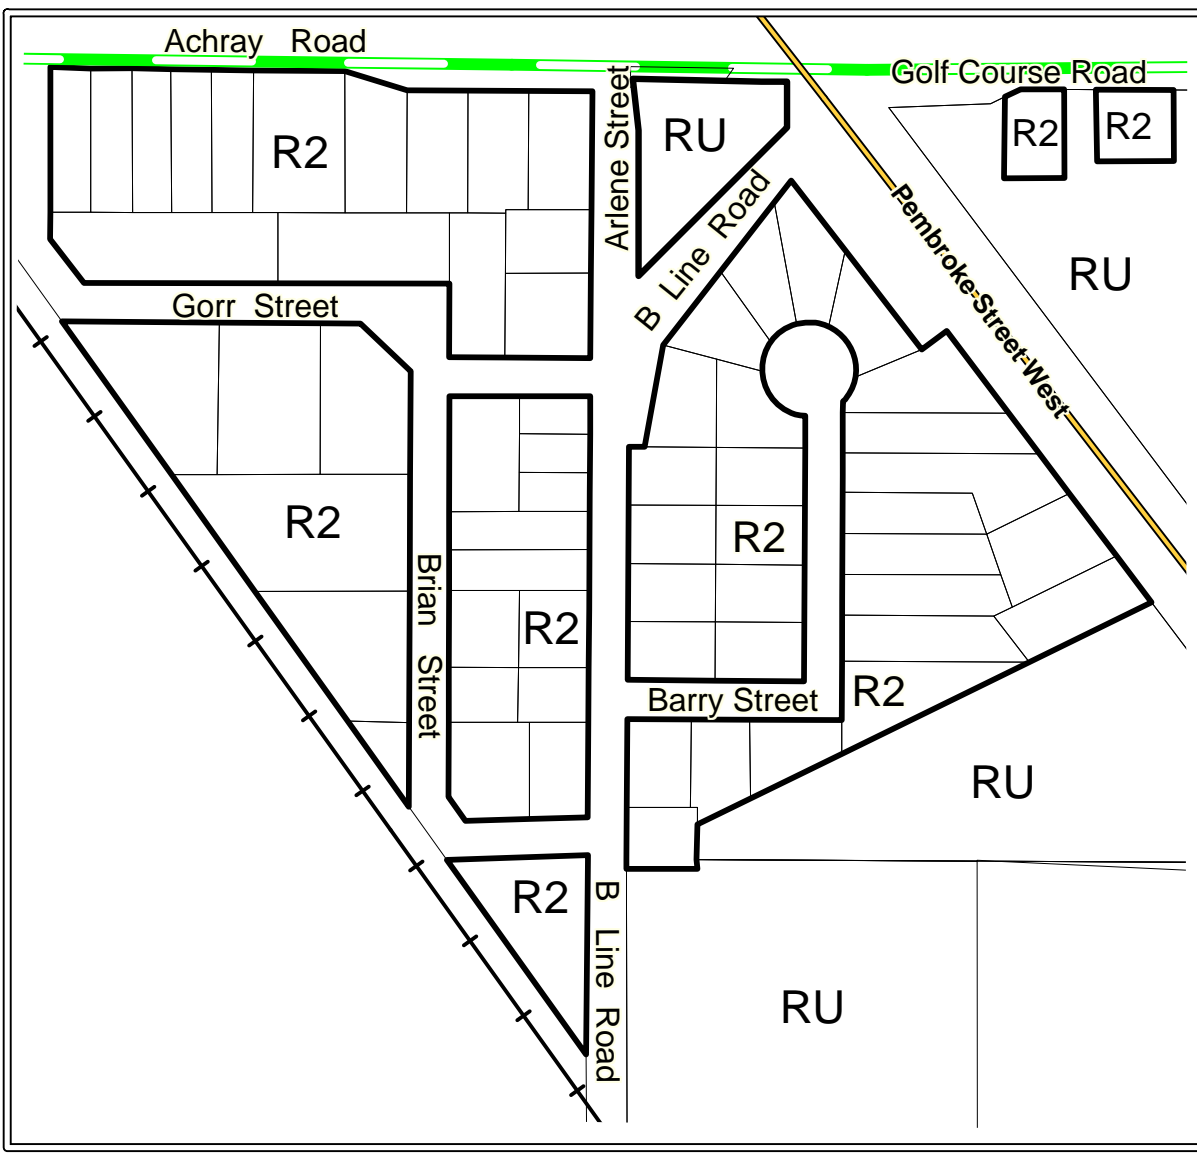 Achray Road
Golf Course Road
R2
RU
R2
R2
Arlene Street
B Line Road
Pembroke Street West
RU
Gorr Street
R2
R2
Brian Street
R2
Barry Street
R2
RU
R2
B Line Road
RU